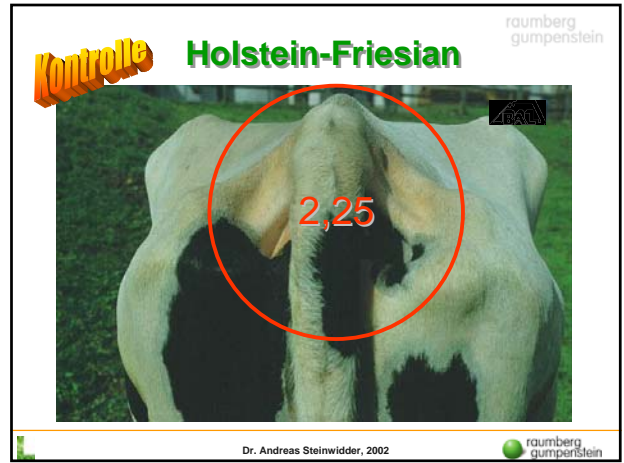 Kontrolle
Holstein-Friesian
raumberg
gumpenstein
2,25
Dr. Andreas Steinwidder, 2002
raumberg
gumpenstein